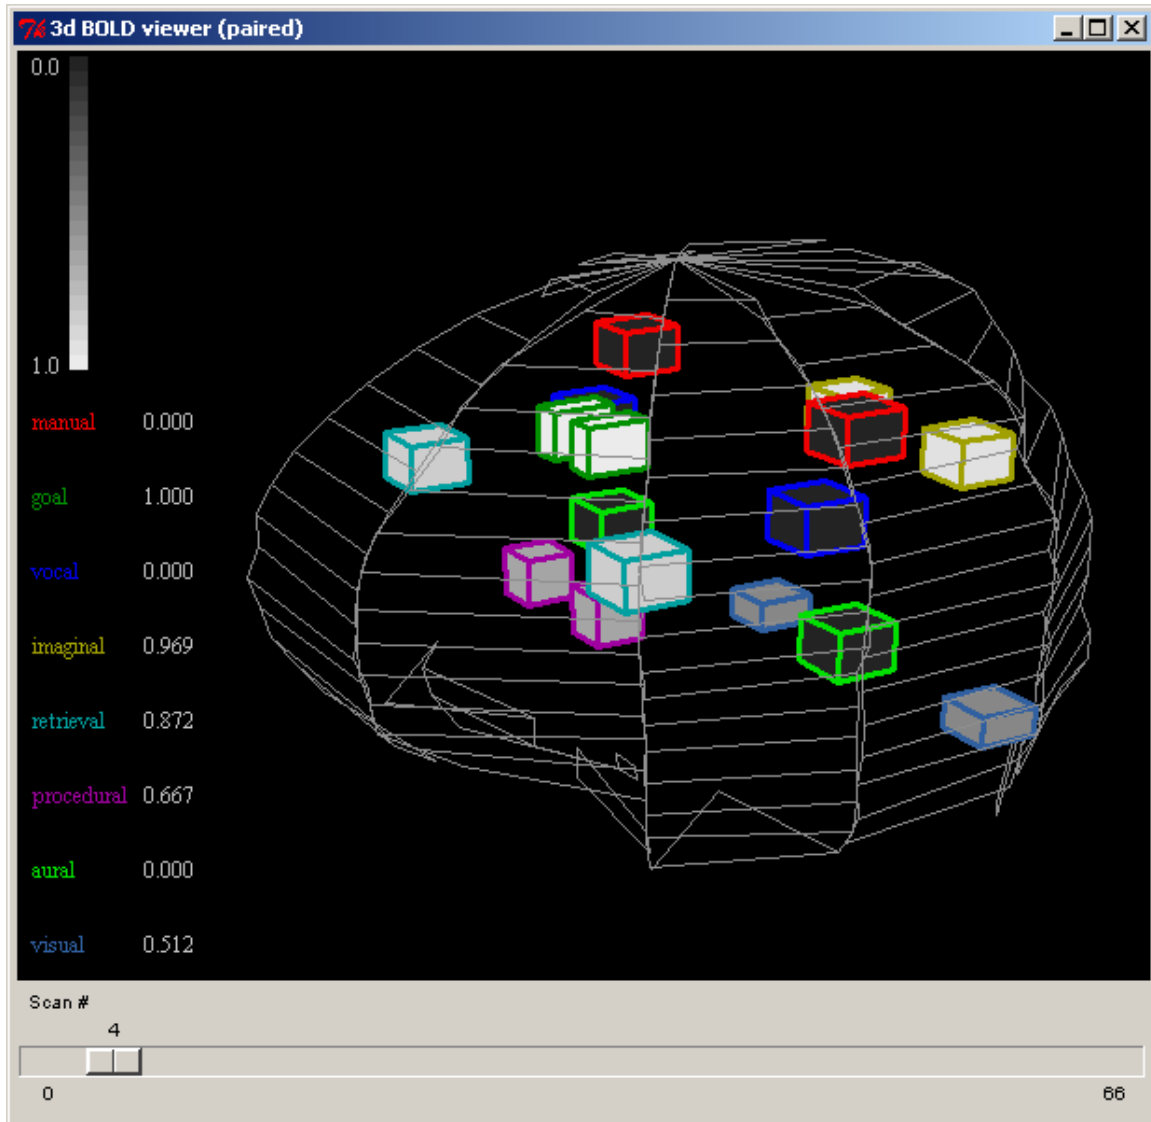 3d BOLD viewer (paired)
0.0
1.0
manual 0.000
goal 1.000
vocal 0.000
imaginal 0.969
retrieval 0.872
procedural 0.667
aural 0.000
visual 0.512
Scan #
4
0 66